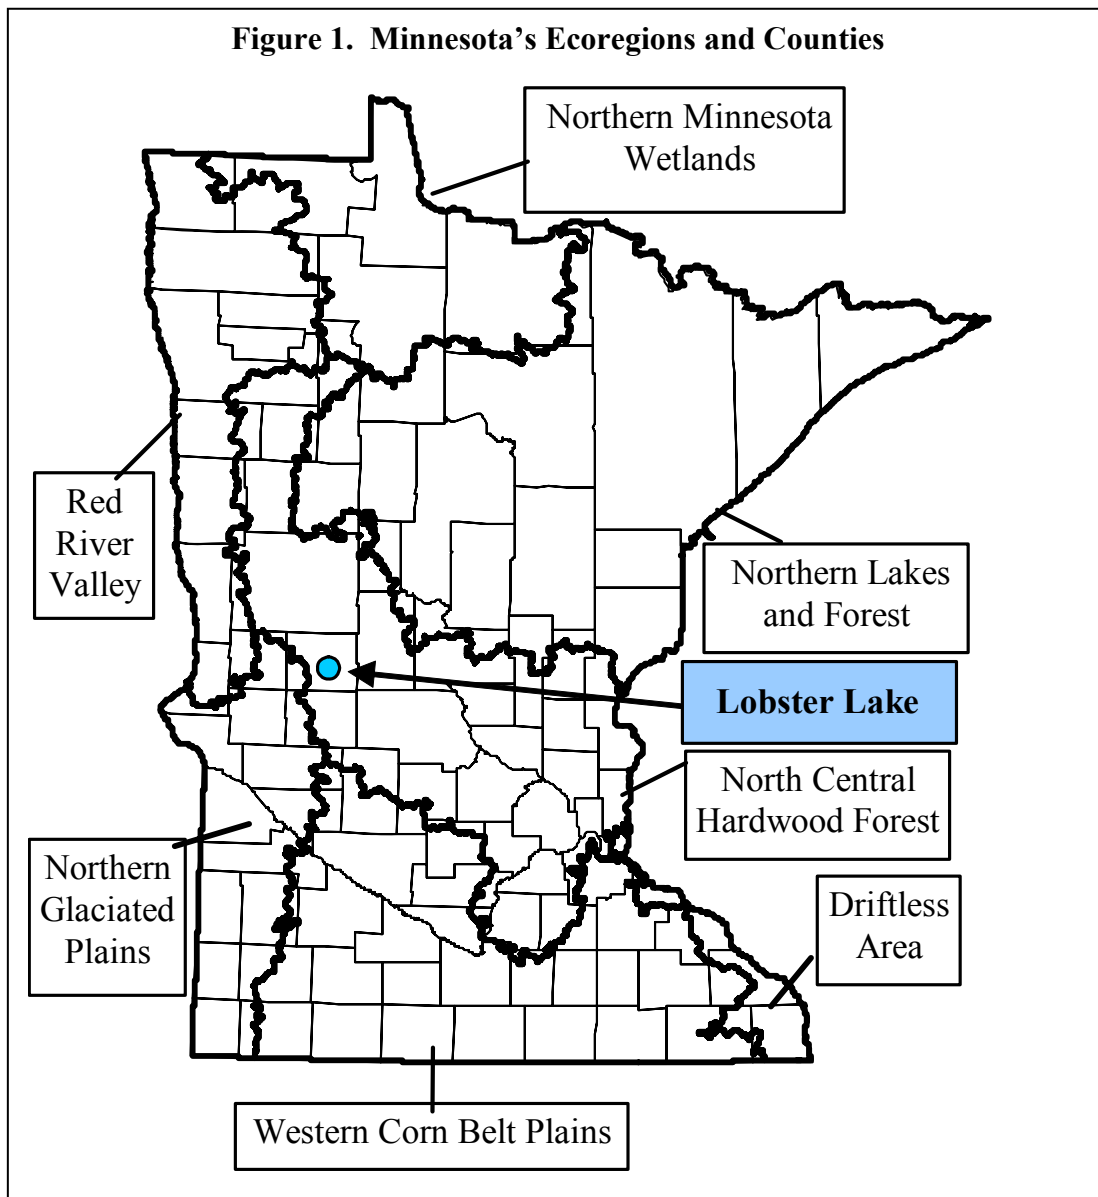 Figure 1.  Minnesota’s Ecoregions and Counties
Northern Minnesota
Wetlands
Red
River
Valley
Northern Lakes
and Forest
Lobster Lake
North Central
Hardwood Forest
Northern
Glaciated
Plains
Driftless
Area
Western Corn Belt Plains